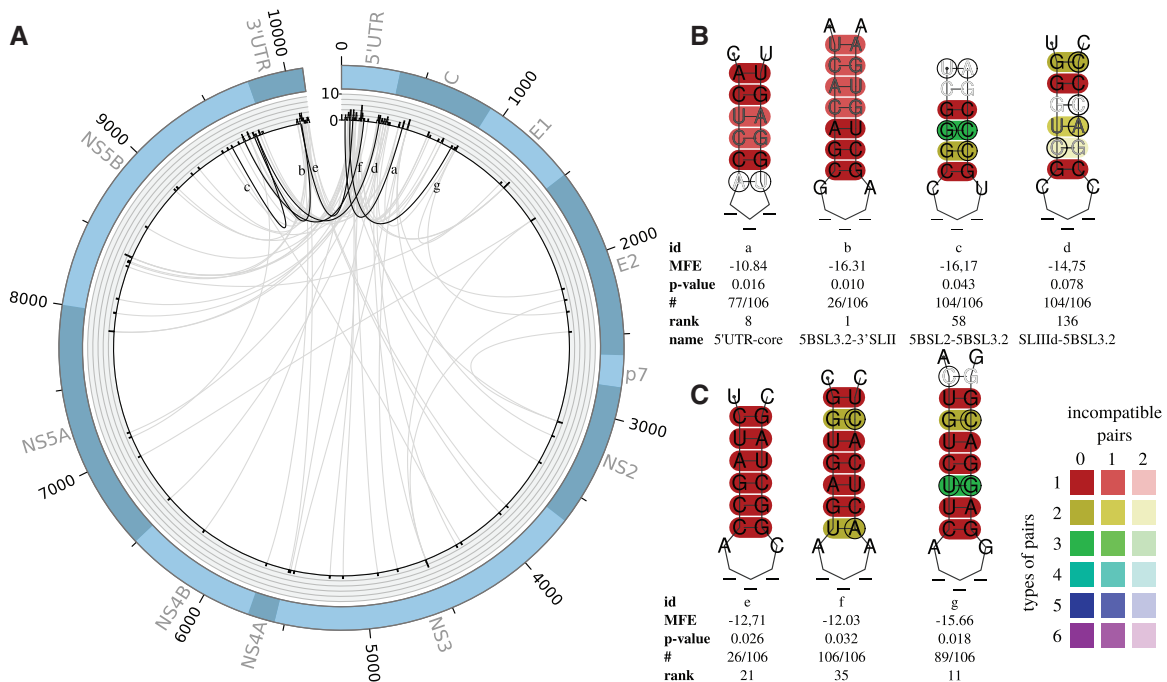 A
3'UTR
10000
0
5'UTR
C
1000
E1
2000
E2
p7
3000
NS2
4000
NS3
5000
NS4A
6000
NS4B
7000
NS5A
8000
NS5B
9000
10
0
c
b
e
f
d
a
g
B
id a b c d
MFE -10.84 -16.31 -16,17 -14,75
p-value 0.016 0.010 0.043 0.078
# 77/106 26/106 104/106 104/106
rank 8 1 58 136
name 5'UTR-core 5BSL3.2-3'SLII 5BSL2-5BSL3.2 SLIIId-5BSL3.2
C
id e f g
MFE -12,71 -12.03 -15.66
p-value 0.026 0.032 0.018
# 26/106 106/106 89/106
rank 21 35 11
incompatible
pairs
0 1 2
types of pairs
1
2
3
4
5
6